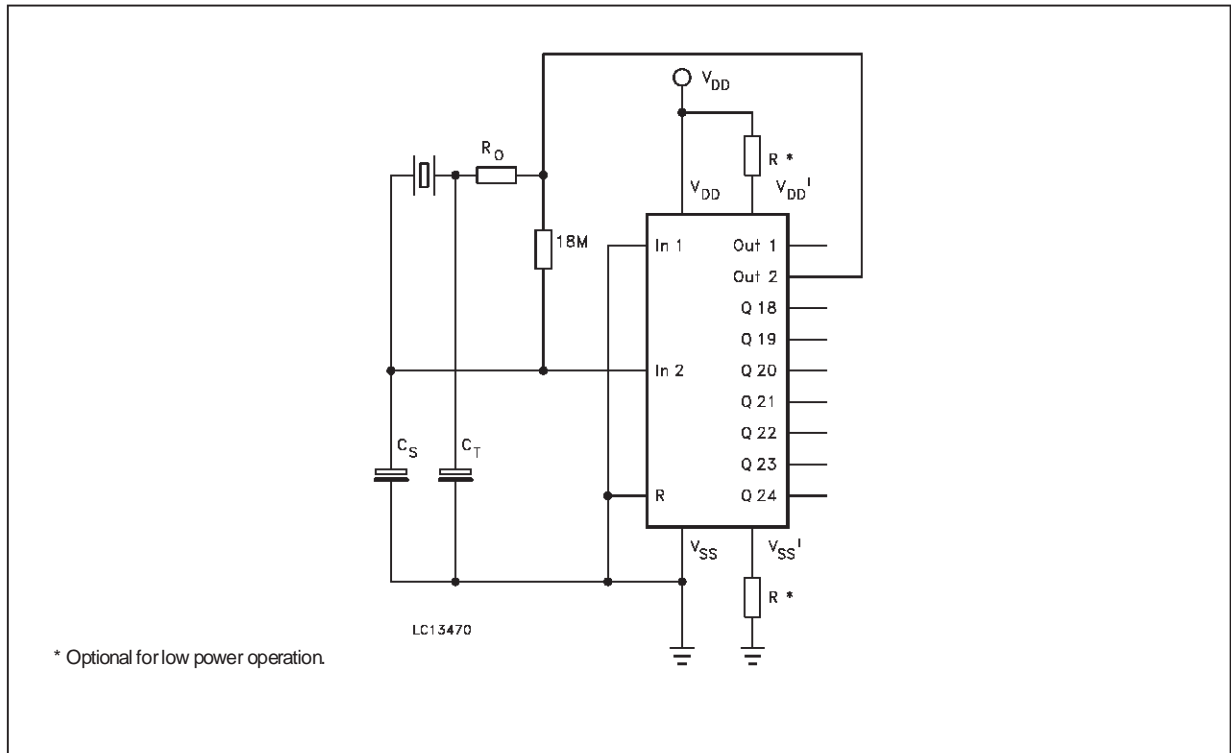 V_DD
R_O
R *
V_DD V_DD'
18M
In 1 Out 1
Out 2
Q 18
Q 19
In 2 Q 20
Q 21
Q 22
C_S C_T
Q 23
R Q 24
V_SS V_SS'
R *
LC13470
* Optional for low power operation.